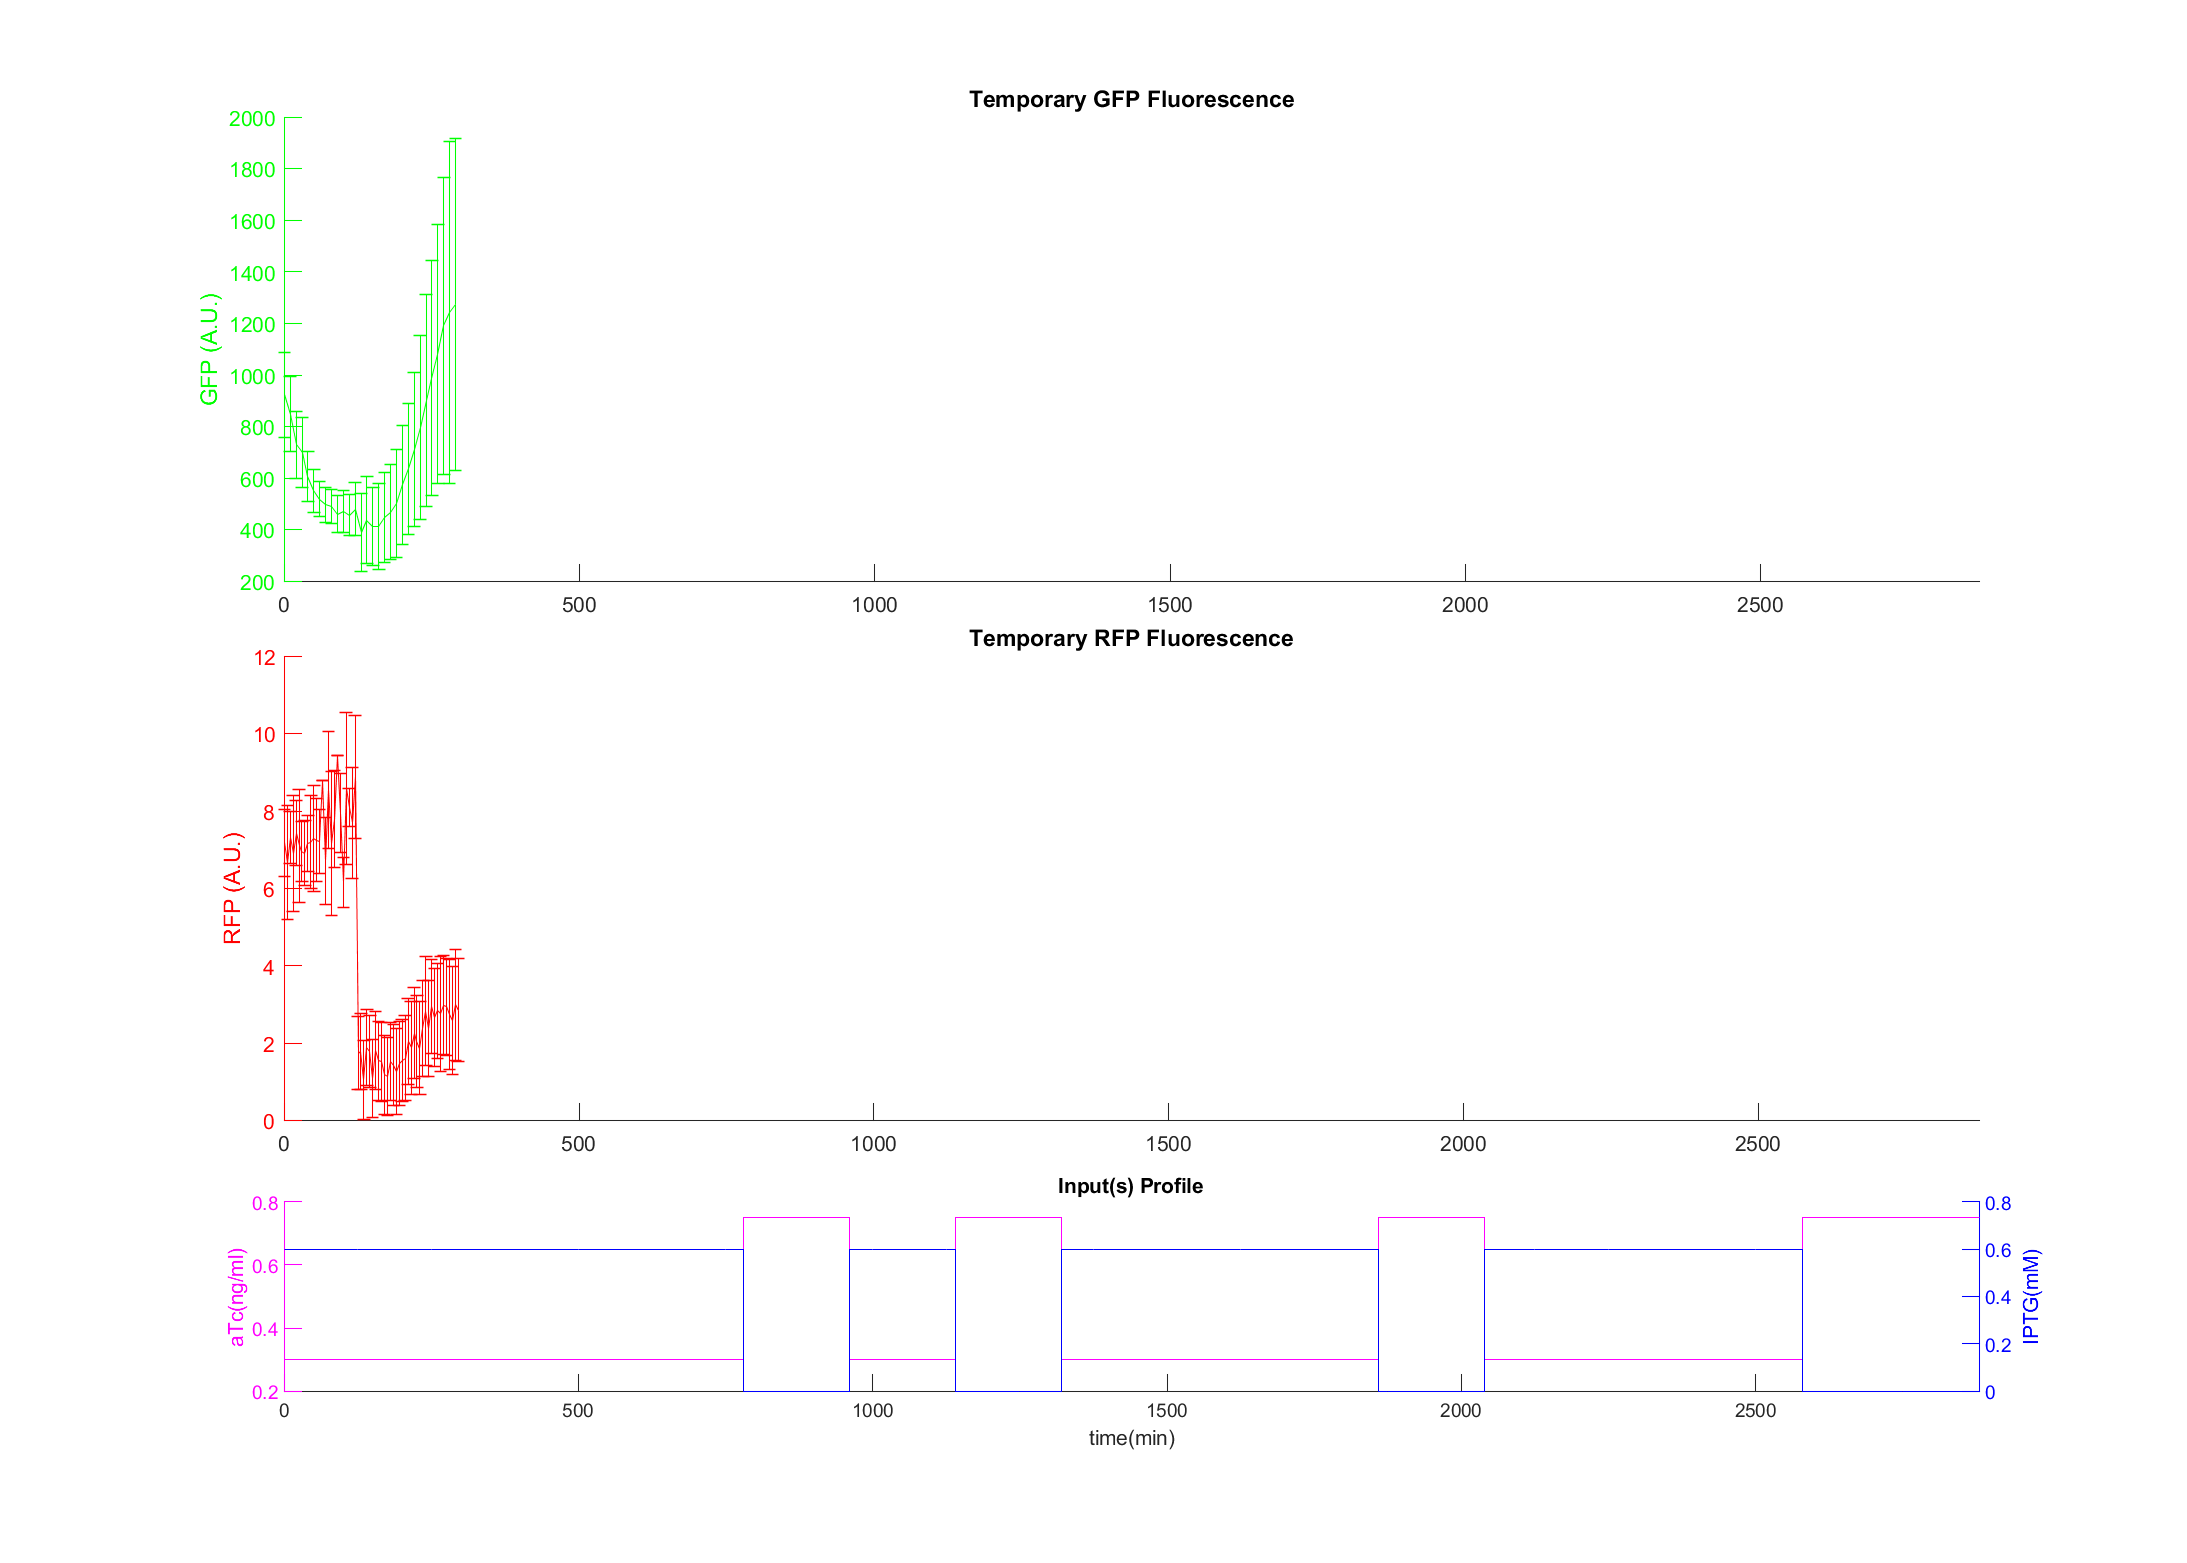 Temporary GFP Fluorescence
2000
1800
1600
1400
1200
1000
800
600
400
200
GFP (A.U.)
0 500 1000 1500 2000 2500
Temporary RFP Fluorescence
12
10
8
6
4
2
0
RFP (A.U.)
0 500 1000 1500 2000 2500
Input(s) Profile
0.8
0.6
0.4
0.2
aTc(ng/ml)
0.8
0.6
0.4
0.2
0
IPTG(mM)
0 500 1000 1500 2000 2500
time(min)